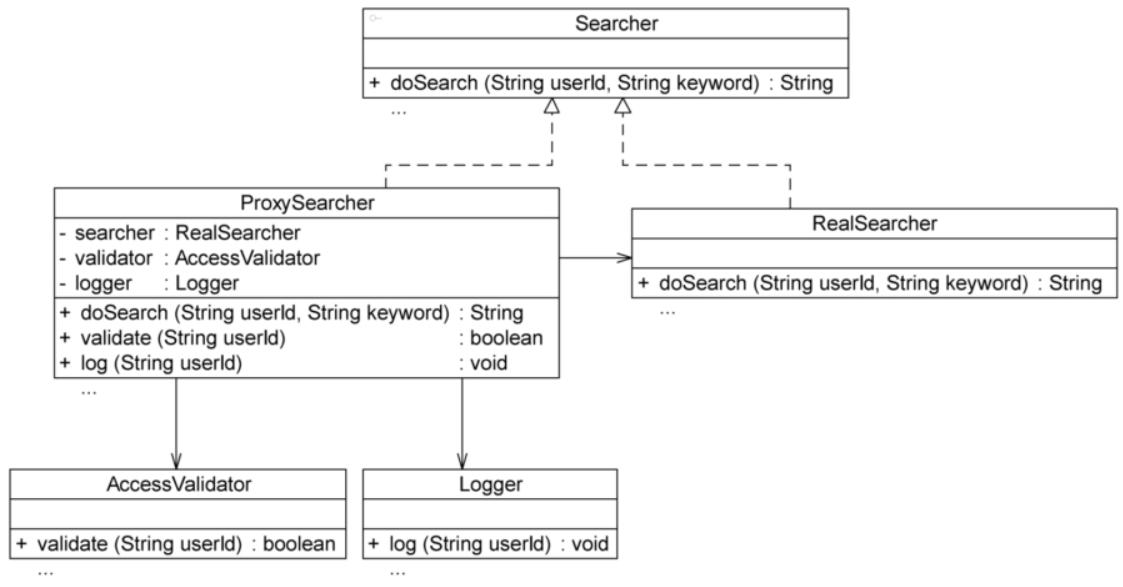 Searcher
+ doSearch (String userId, String keyword) : String
...
ProxySearcher
- searcher : RealSearcher
- validator : AccessValidator
- logger : Logger
+ doSearch (String userId, String keyword) : String
+ validate (String userId) : boolean
+ log (String userId) : void
...
RealSearcher
+ doSearch (String userId, String keyword) : String
...
AccessValidator
+ validate (String userId) : boolean
...
Logger
+ log (String userId) : void
...